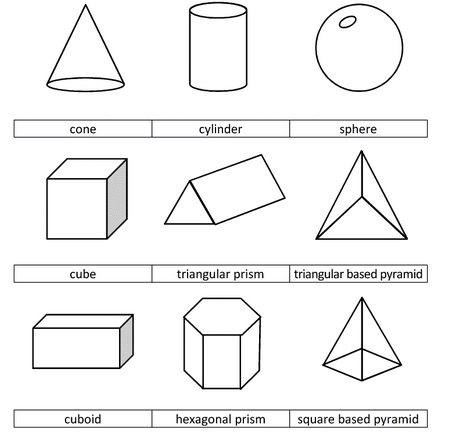 cone
cylinder
sphere
cube
triangular prism
triangular based pyramid
cuboid
hexagonal prism
square based pyramid